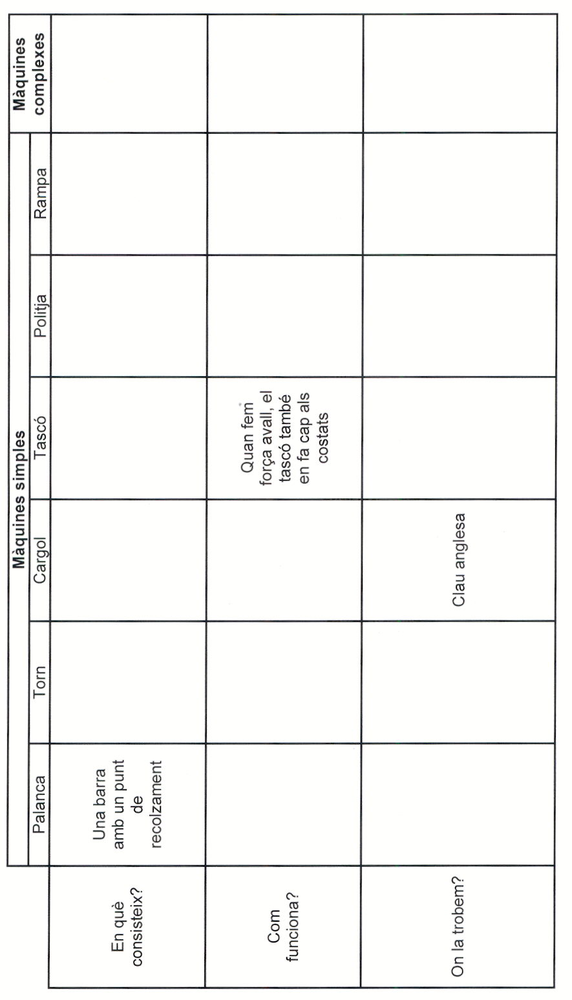 Màquines simples
Màquines
complexes
Palanca
Torn
Cargol
Tascó
Politja
Rampa
En què
consisteix?
Una barra
amb un punt
de
recolzament
Com
funciona?
Quan fem
força avall, el
tascó també
en fa cap als
costats
On la trobem?
Clau anglesa